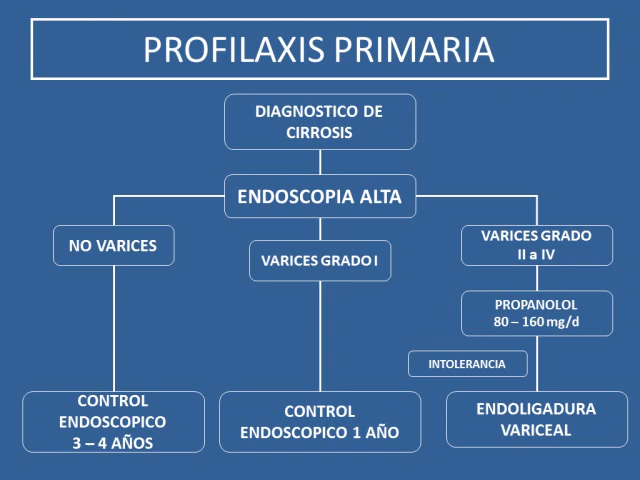 PROFILAXIS PRIMARIA
DIAGNOSTICO DE
CIRROSIS
ENDOSCOPIA ALTA
NO VARICES
VARICES GRADO I
VARICES GRADO
II a IV
PROPANOLOL
80 – 160 mg/d
INTOLERANCIA
CONTROL
ENDOSCOPICO
3 – 4 AÑOS
CONTROL
ENDOSCOPICO 1 AÑO
ENDOLIGADURA
VARICEAL